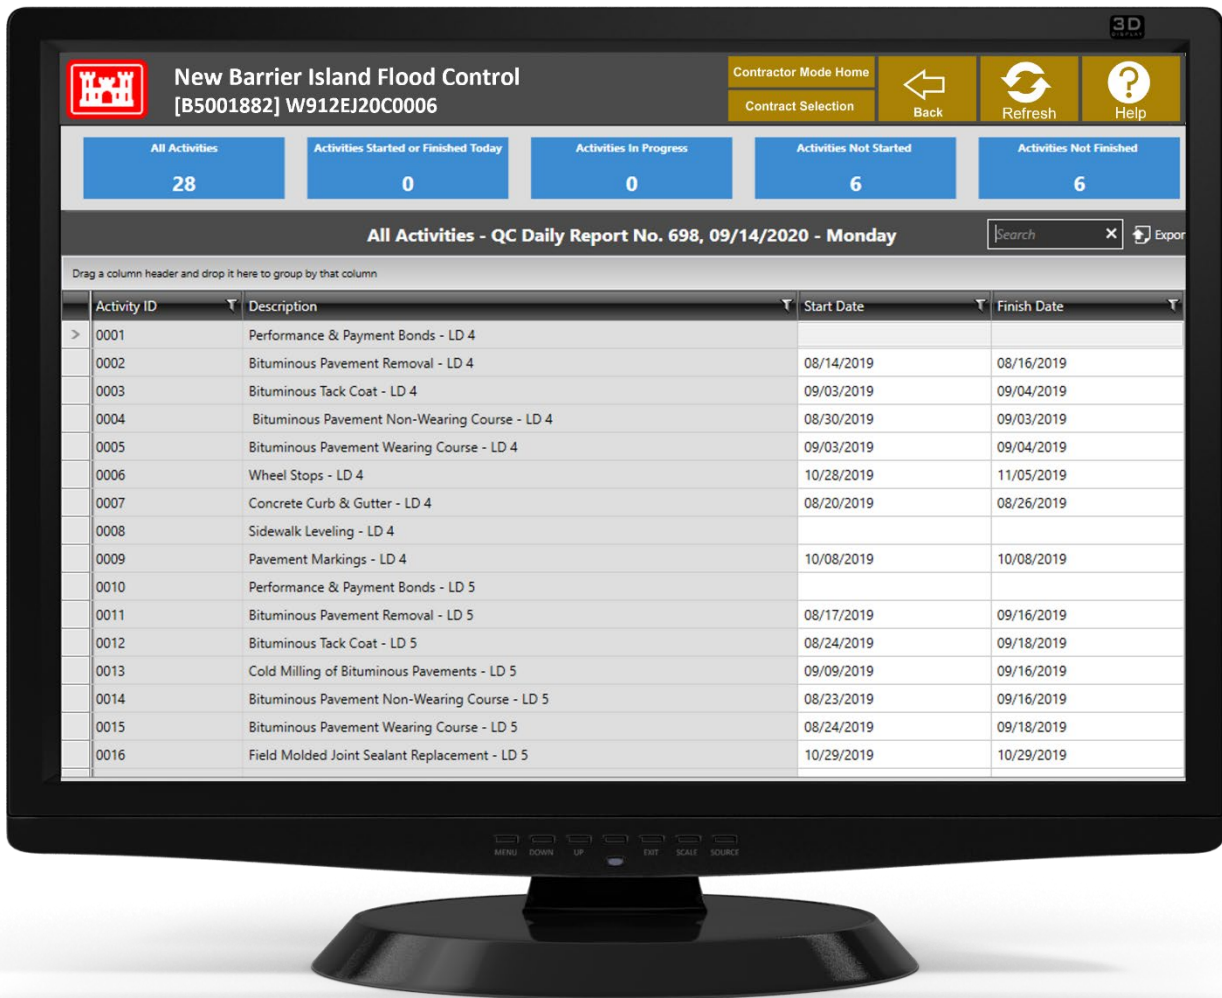 3D
DISPLAY
New Barrier Island Flood Control
[B5001882] W912EJ20C0006
Contractor Mode Home
Contract Selection
Back
Refresh
Help
All Activities
28
Activities Started or Finished Today
0
Activities In Progress
0
Activities Not Started
6
Activities Not Finished
6
All Activities - QC Daily Report No. 698, 09/14/2020 - Monday
Search
Expor
Drag a column header and drop it here to group by that column
Activity ID Description Start Date Finish Date
0001 Performance & Payment Bonds - LD 4
0002 Bituminous Pavement Removal - LD 4 08/14/2019 08/16/2019
0003 Bituminous Tack Coat - LD 4 09/03/2019 09/04/2019
0004 Bituminous Pavement Non-Wearing Course - LD 4 08/30/2019 09/03/2019
0005 Bituminous Pavement Wearing Course - LD 4 09/03/2019 09/04/2019
0006 Wheel Stops - LD 4 10/28/2019 11/05/2019
0007 Concrete Curb & Gutter - LD 4 08/20/2019 08/26/2019
0008 Sidewalk Leveling - LD 4
0009 Pavement Markings - LD 4 10/08/2019 10/08/2019
0010 Performance & Payment Bonds - LD 5
0011 Bituminous Pavement Removal - LD 5 08/17/2019 09/16/2019
0012 Bituminous Tack Coat - LD 5 08/24/2019 09/18/2019
0013 Cold Milling of Bituminous Pavements - LD 5 09/09/2019 09/16/2019
0014 Bituminous Pavement Non-Wearing Course - LD 5 08/23/2019 09/16/2019
0015 Bituminous Pavement Wearing Course - LD 5 08/24/2019 09/18/2019
0016 Field Molded Joint Sealant Replacement - LD 5 10/29/2019 10/29/2019
MENU DOWN UP EXIT SCALE SOURCE